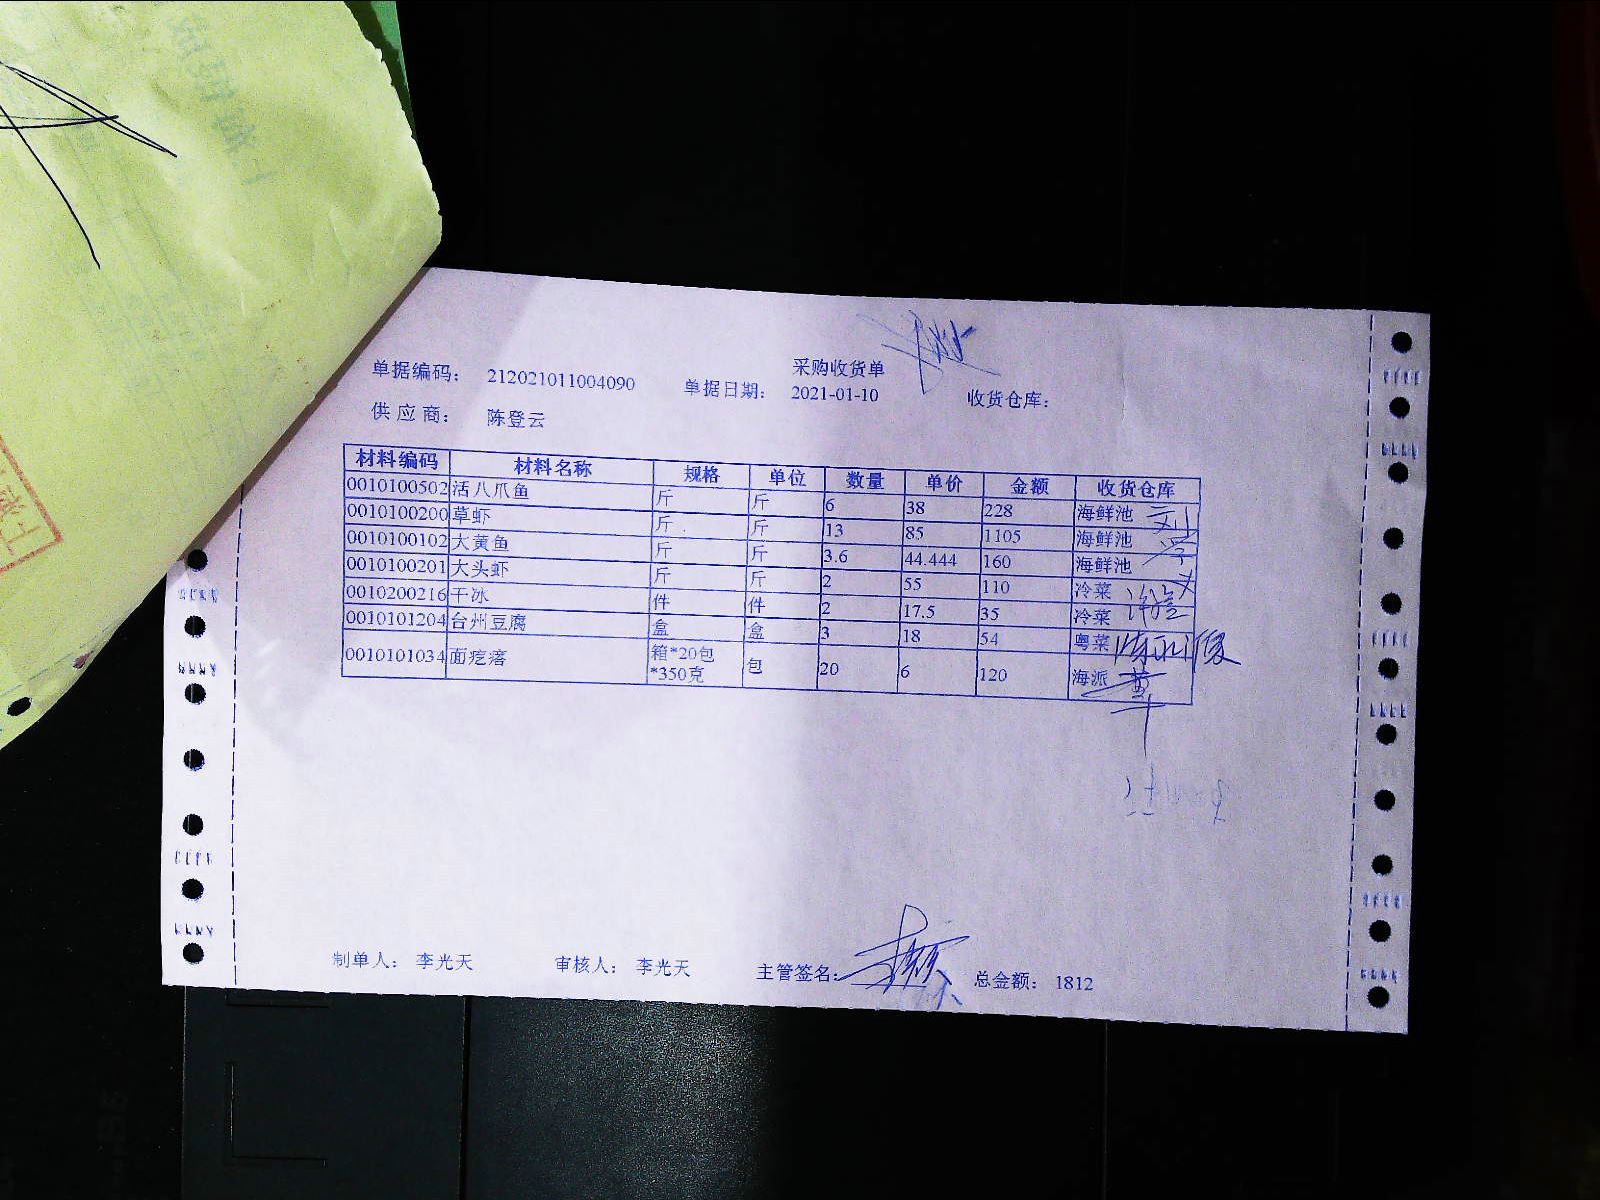 采购收货单
单据编码： 212021011004090 单据日期： 2021-01-10 收货仓库：
供应商： 陈登云
材料编码 材料名称 规格 单位 数量 单价 金额 收货仓库
0010100502 活八爪鱼 斤 斤 6 38 228 海鲜池
0010100200 草虾 斤 斤 13 85 1105 海鲜池
0010100102 大黄鱼 斤 斤 3.6 44.444 160 海鲜池
0010100201 大头虾 斤 斤 2 55 110 冷菜
0010200216 干冰 件 件 2 17.5 35 冷菜
0010101204 台州豆腐 盒 盒 3 18 54 粤菜
0010101034 面疙瘩 箱*20包 包 20 6 120 海派
*350克
制单人： 李光天 审核人： 李光天 主管签名： 总金额： 1812